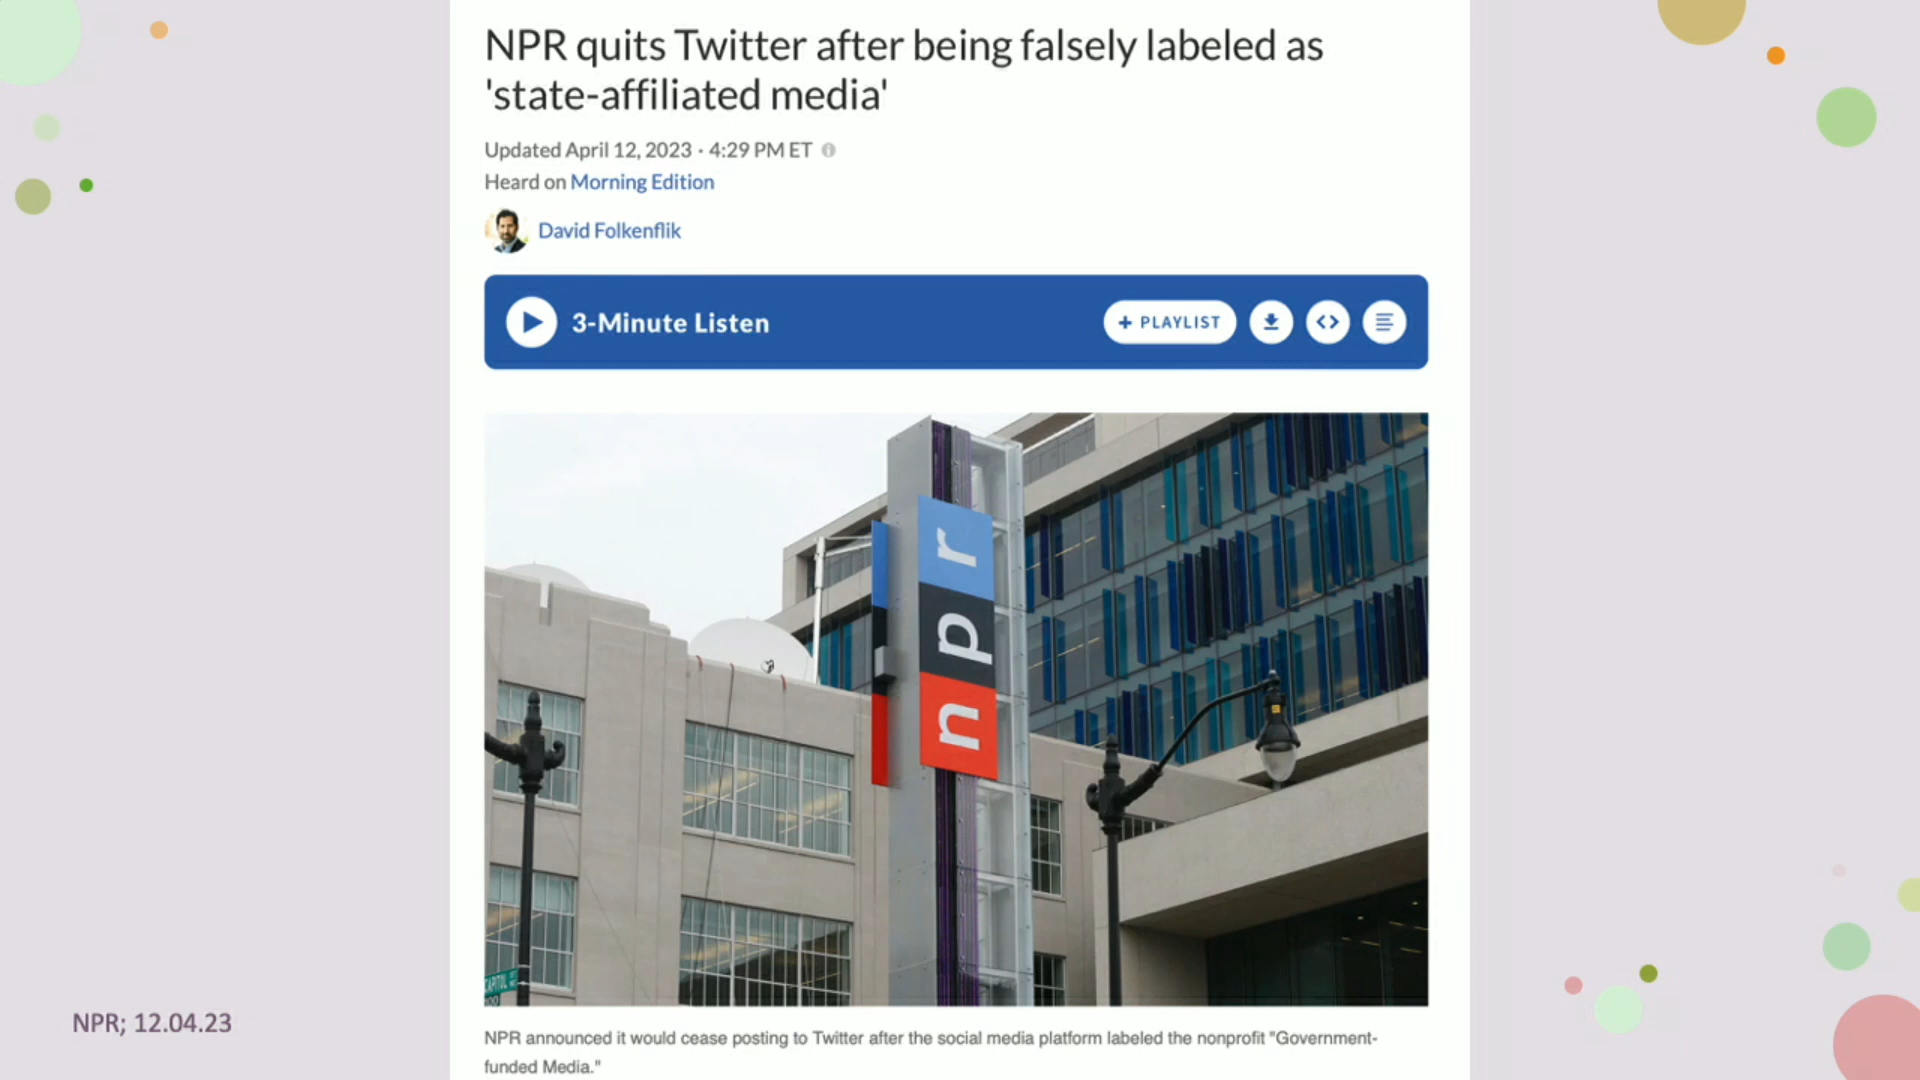 NPR quits Twitter after being falsely labeled as
'state-affiliated media'
Updated April 12, 2023 · 4:29 PM ET
Heard on Morning Edition
David Folkenflik
3-Minute Listen
+ PLAYLIST
npr
CAPITOL ST
NPR announced it would cease posting to Twitter after the social media platform labeled the nonprofit "Government-
funded Media."
NPR; 12.04.23